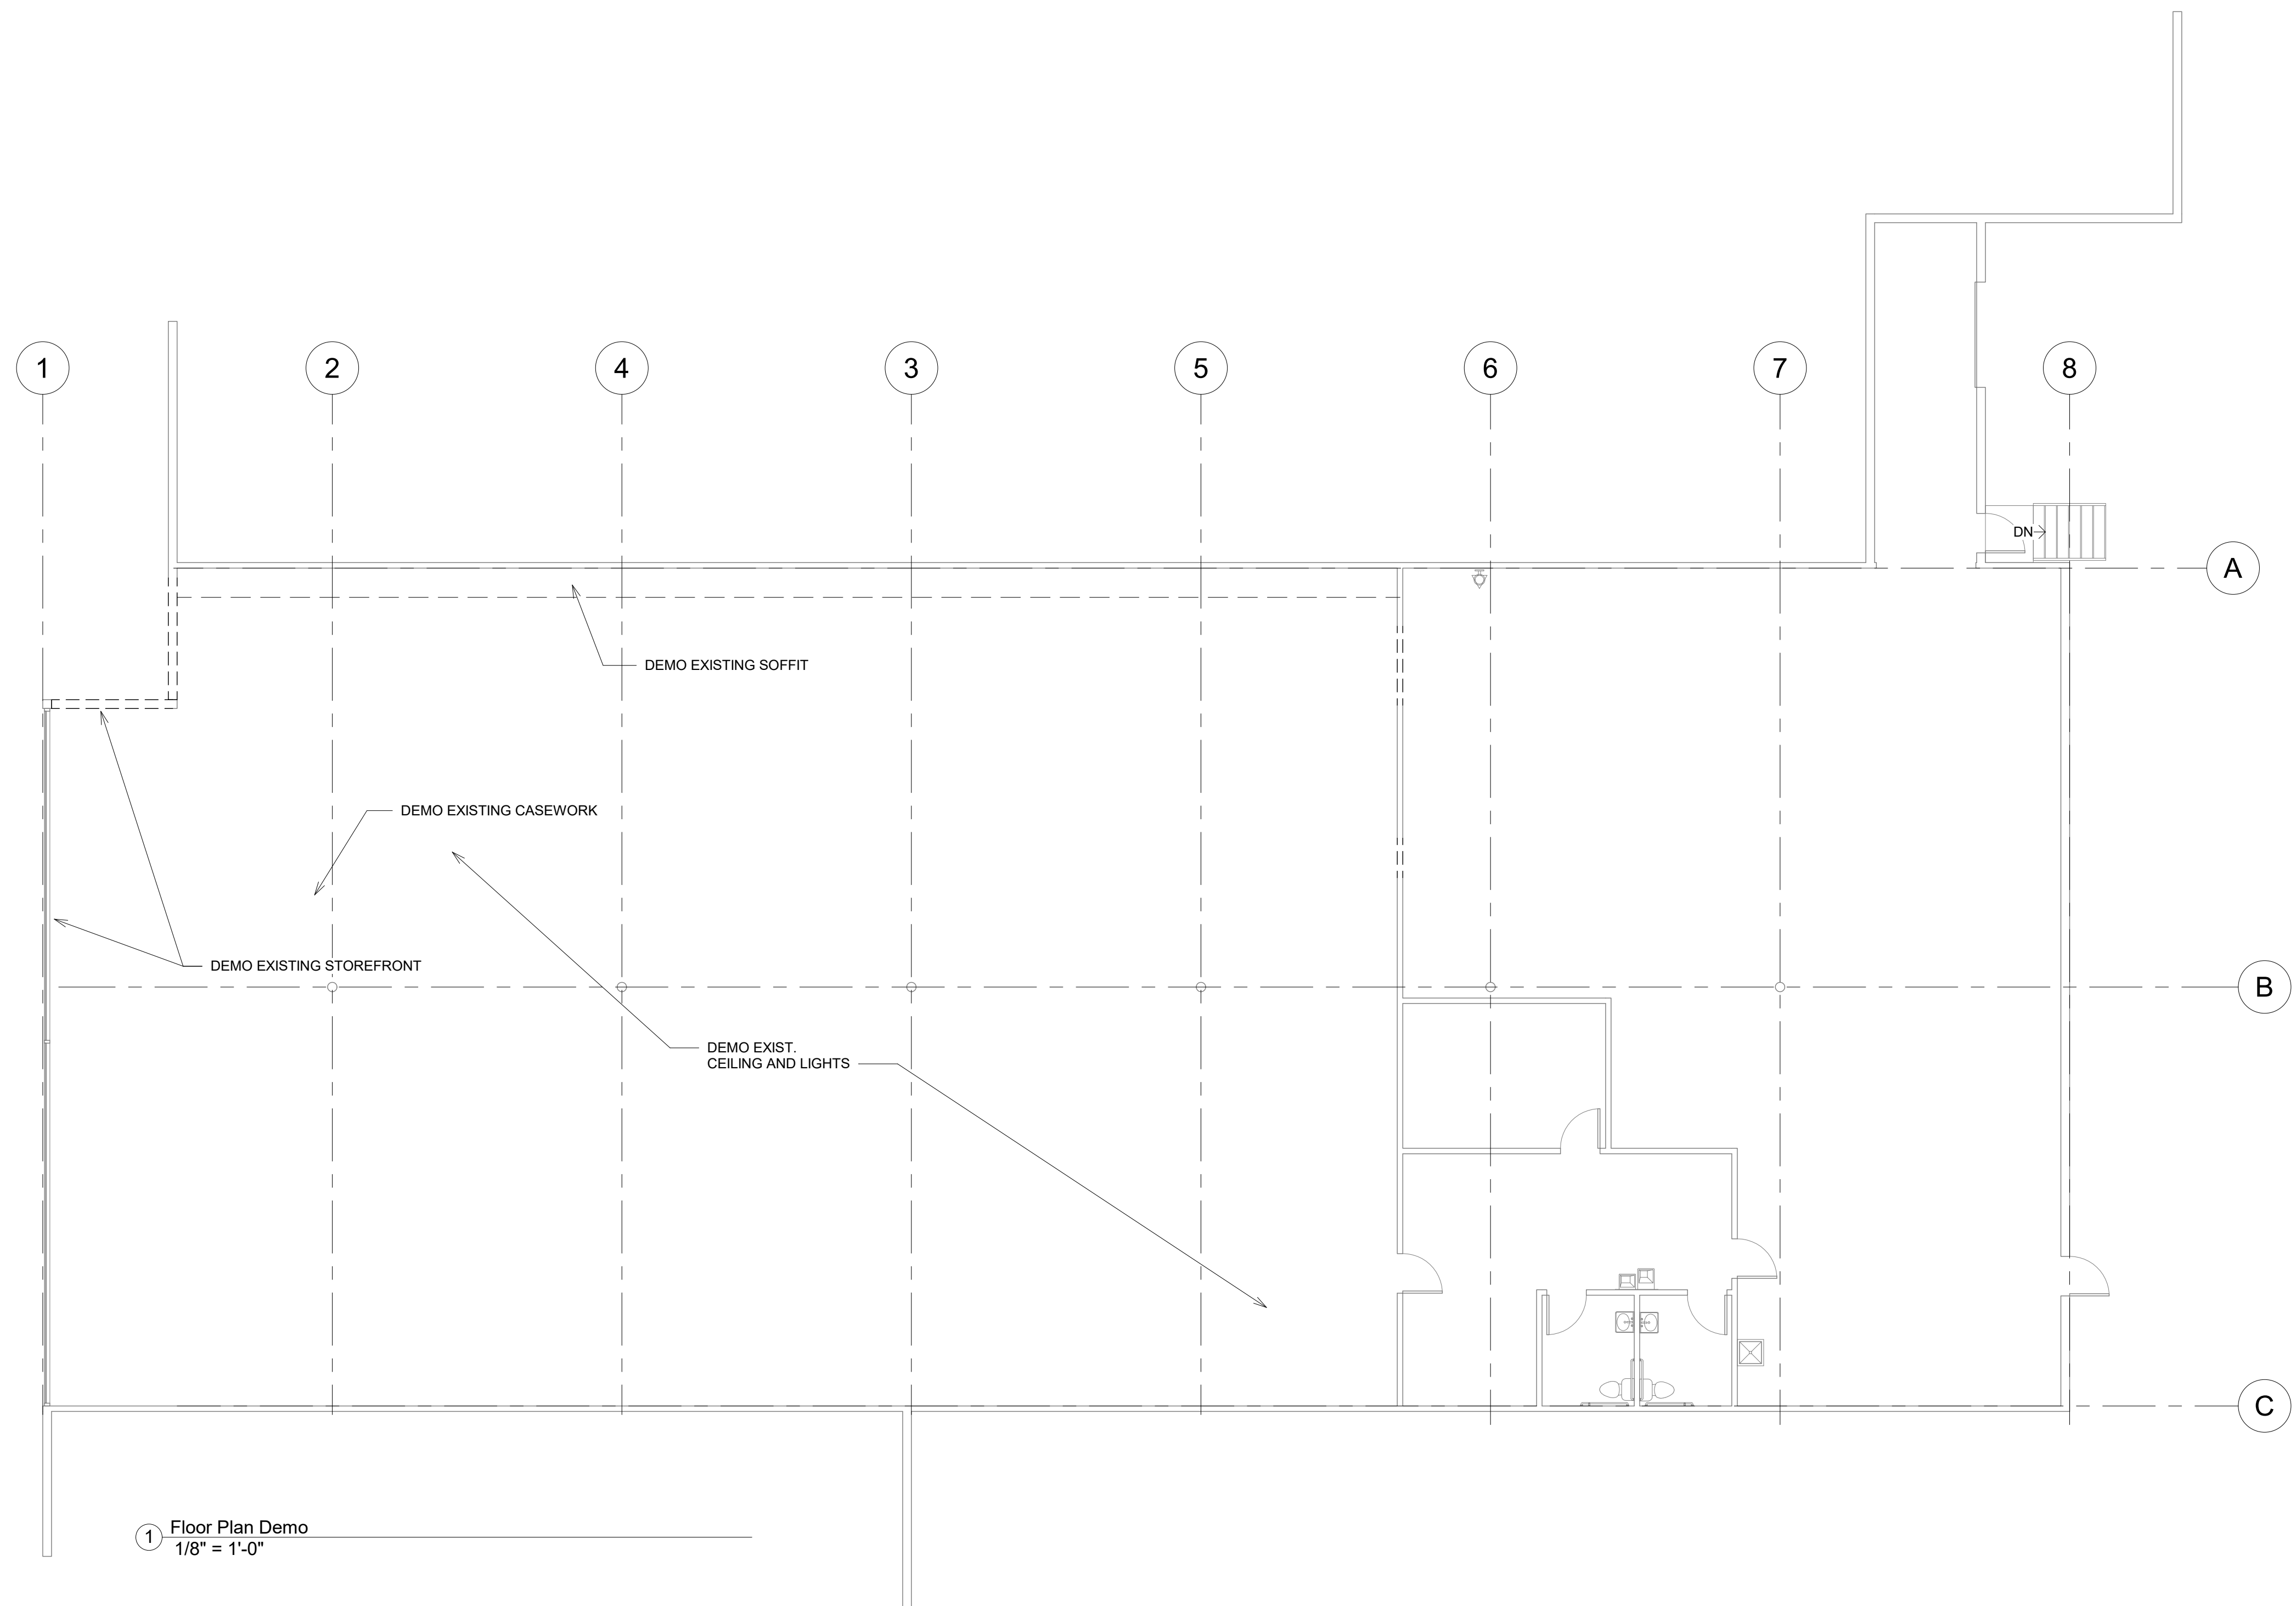 1
2
4
3
5
6
7
8
DN
A
DEMO EXISTING SOFFIT
DEMO EXISTING CASEWORK
DEMO EXISTING STOREFRONT
B
DEMO EXIST.
CEILING AND LIGHTS
C
1
Floor Plan Demo
1/8" = 1'-0"